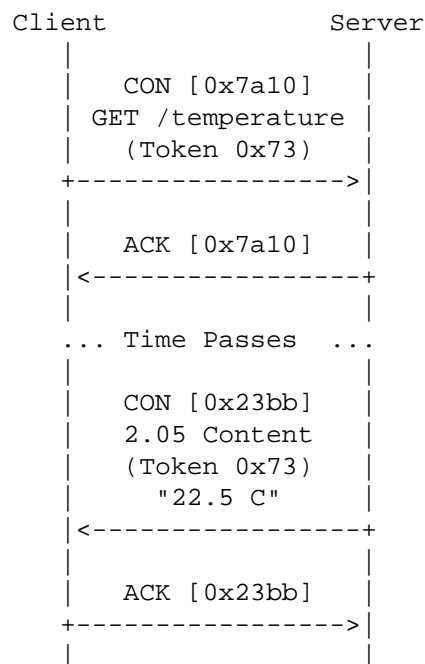 Client              Server
   |                  |
   |   CON [0x7a10]   |
   | GET /temperature |
   |   (Token 0x73)   |
   +----------------->|
   |                  |
   |   ACK [0x7a10]   |
   |<-----------------+
   |                  |
   ... Time Passes  ...
   |                  |
   |   CON [0x23bb]   |
   |   2.05 Content   |
   |   (Token 0x73)   |
   |     "22.5 C"     |
   |<-----------------+
   |                  |
   |   ACK [0x23bb]   |
   +----------------->|
   |                  |